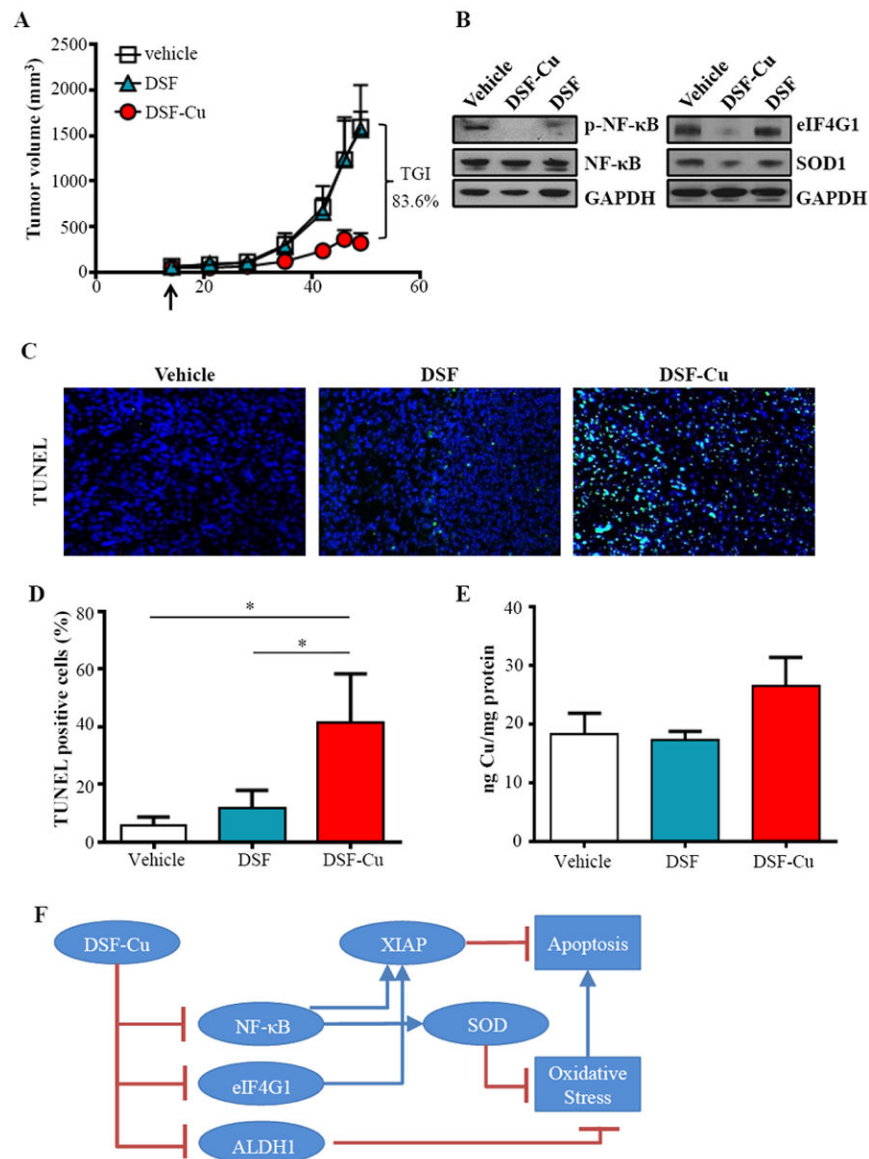 A
Tumor volume (mm³)
2500
2000
1500
1000
500
0
0
20
40
60
vehicle
DSF
DSF-Cu
TGI
83.6%
B
Vehicle
DSF-Cu
DSF
p-NF-κB
NF-κB
GAPDH
Vehicle
DSF-Cu
DSF
eIF4G1
SOD1
GAPDH
C
Vehicle
DSF
DSF-Cu
TUNEL
D
TUNEL positive cells (%)
80
60
40
20
0
*
*
Vehicle
DSF
DSF-Cu
E
ng Cu/mg protein
40
30
20
10
0
Vehicle
DSF
DSF-Cu
F
DSF-Cu
XIAP
Apoptosis
NF-κB
SOD
eIF4G1
Oxidative
Stress
ALDH1